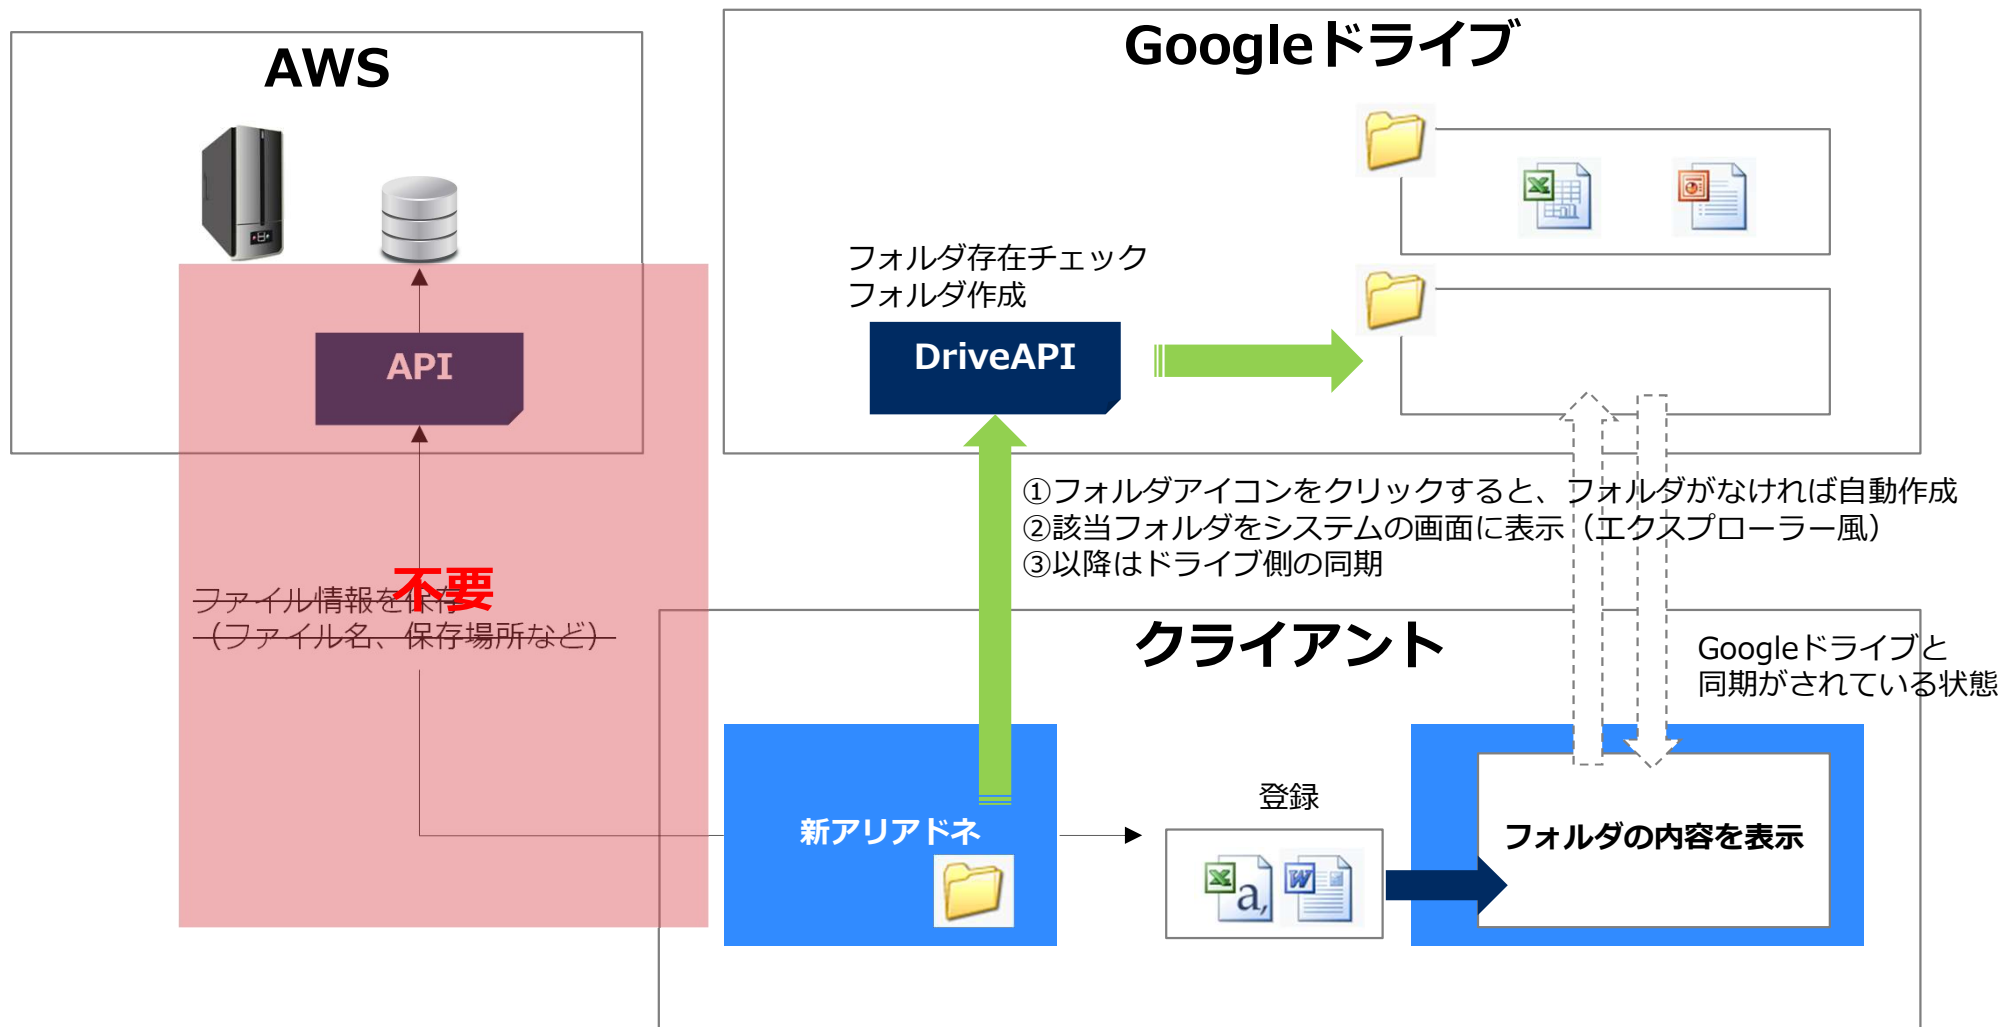 AWS
Googleドライブ
フォルダ存在チェック
フォルダ作成
API
DriveAPI
①フォルダアイコンをクリックすると、フォルダがなければ自動作成
②該当フォルダをシステムの画面に表示（エクスプローラー風）
③以降はドライブ側の同期
不要
ファイル情報を保存
（ファイル名、保存場所など）
クライアント
Googleドライブと
同期がされている状態
登録
新アリアドネ
フォルダの内容を表示